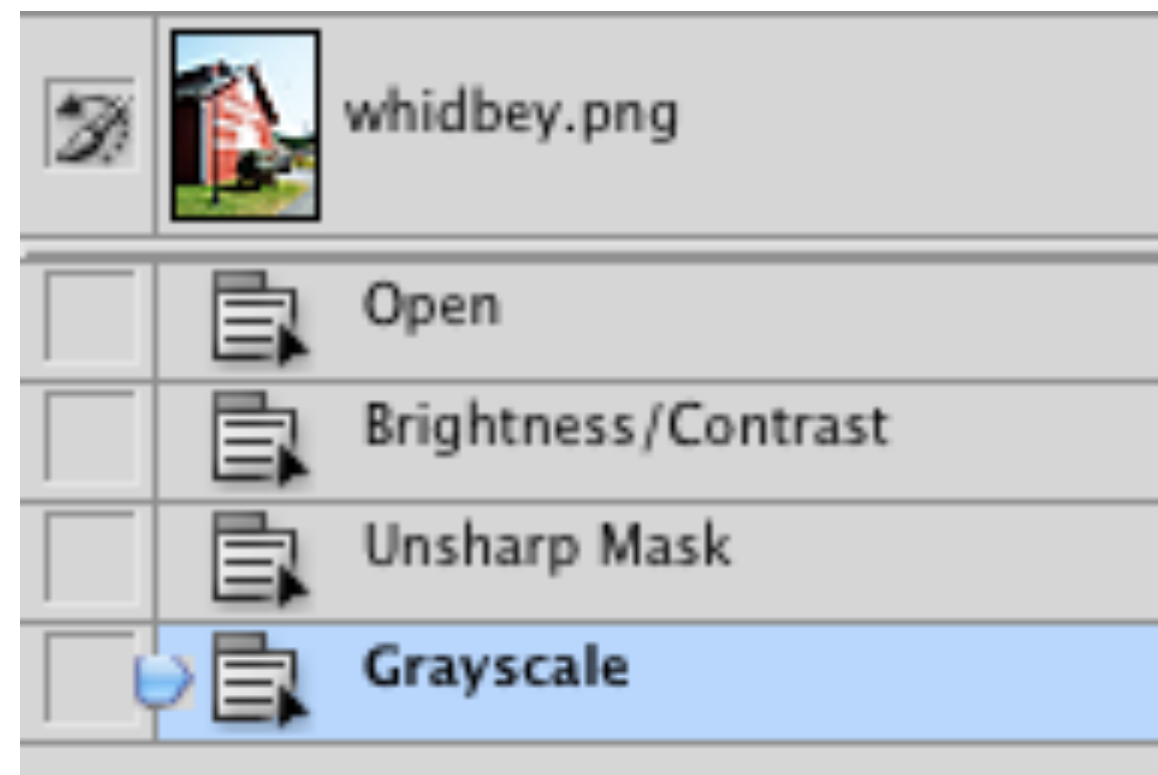 whidbey.png
Open
Brightness/Contrast
Unsharp Mask
Grayscale